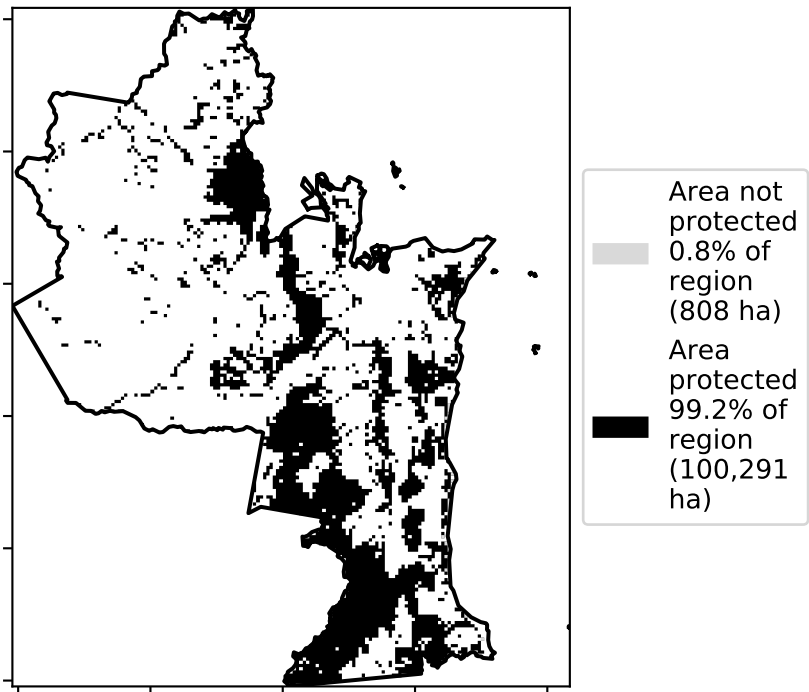 Area not
protected
0.8% of
region
(808 ha)
Area
protected
99.2% of
region
(100,291
ha)